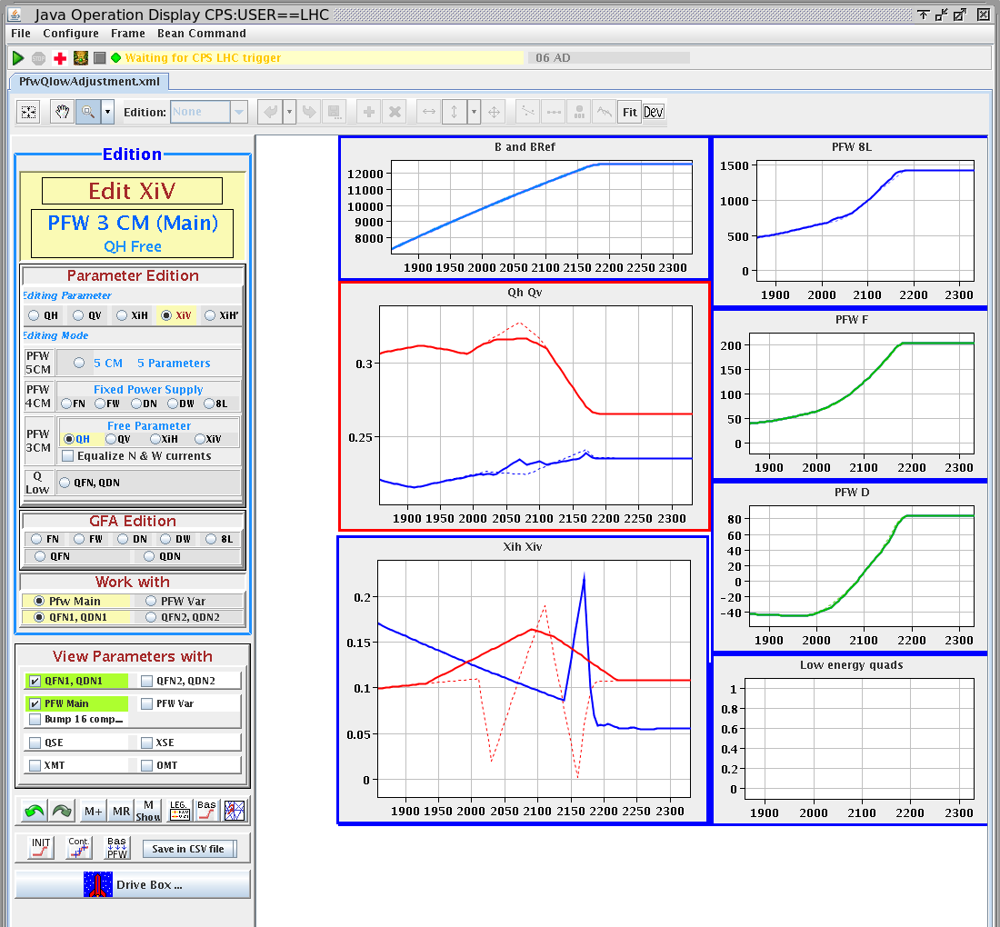 Java Operation Display CPS:USER==LHC
File Configure Frame Bean Command
STOP Waiting for CPS LHC trigger 06 AD
PfwQlowAdjustment.xml
Edition: None Fit Dev
Edition
Edit XiV
PFW 3 CM (Main)
QH Free
Parameter Edition
Editing Parameter
QH QV XiH XiV XiH'
Editing Mode
PFW 5CM
5 CM 5 Parameters
PFW 4CM
Fixed Power Supply
FN FW DN DW 8L
PFW 3CM
Free Parameter
QH QV XiH XiV
Equalize N & W currents
Q Low
QFN, QDN
GFA Edition
FN FW DN DW 8L
QFN QDN
Work with
Pfw Main PFW Var
QFN1, QDN1 QFN2, QDN2
View Parameters with
QFN1, QDN1 QFN2, QDN2
PFW Main PFW Var
Bump 16 comp...
QSE XSE
XMT OMT
M+ MR M Show LEG. Bas
INIT Cont. Bas PFW Save in CSV file
Drive Box ...
B and BRef
12000
11000
10000
9000
8000
1900 1950 2000 2050 2100 2150 2200 2250 2300
Qh Qv
0.3
0.25
1900 1950 2000 2050 2100 2150 2200 2250 2300
Xih Xiv
0.2
0.15
0.1
0.05
0
1900 1950 2000 2050 2100 2150 2200 2250 2300
PFW 8L
1500
1000
500
0
1900 2000 2100 2200 2300
PFW F
200
150
100
50
0
1900 2000 2100 2200 2300
PFW D
80
60
40
20
0
-20
-40
1900 2000 2100 2200 2300
Low energy quads
1
0.8
0.6
0.4
0.2
0
1900 2000 2100 2200 2300